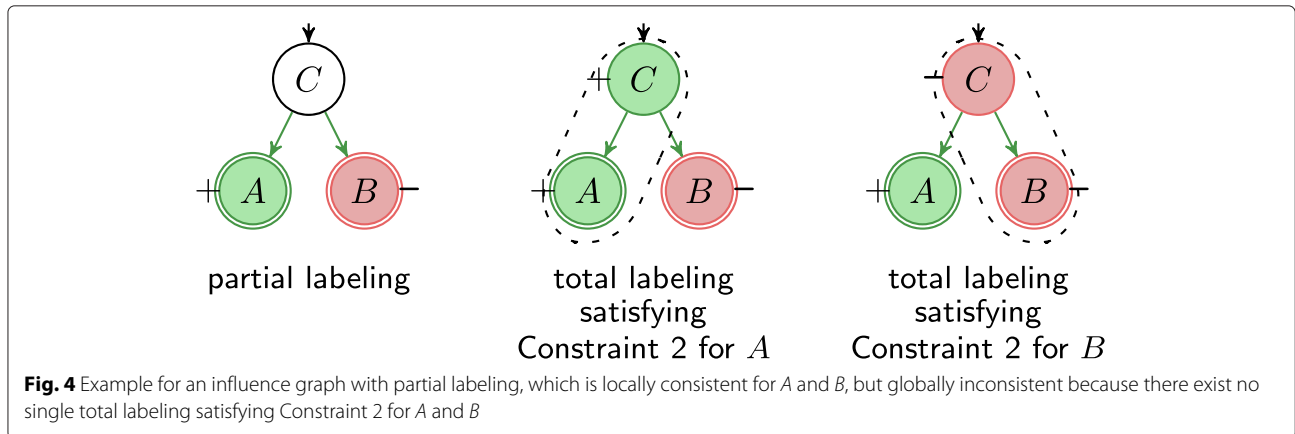 C
+ A B −
partial labeling
+ C
+ A B −
total labeling
satisfying
Constraint 2 for A
− C
+ A B −
total labeling
satisfying
Constraint 2 for B
Fig. 4 Example for an influence graph with partial labeling, which is locally consistent for A and B, but globally inconsistent because there exist no
single total labeling satisfying Constraint 2 for A and B